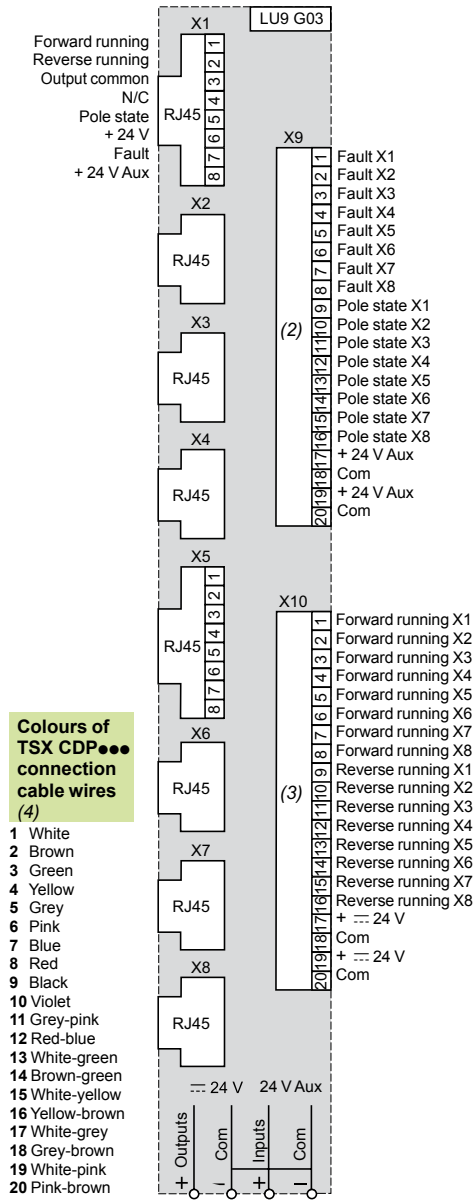 LU9 G03
X1
Forward running
Reverse running
Output common
N/C
Pole state
+ 24 V
Fault
+ 24 V Aux
RJ45
1
2
3
4
5
6
7
8
X2
RJ45
X3
RJ45
X4
RJ45
X5
RJ45
1
2
3
4
5
6
7
8
X6
RJ45
X7
RJ45
X8
RJ45
X9
(2)
1 Fault X1
2 Fault X2
3 Fault X3
4 Fault X4
5 Fault X5
6 Fault X6
7 Fault X7
8 Fault X8
9 Pole state X1
10 Pole state X2
11 Pole state X3
12 Pole state X4
13 Pole state X5
14 Pole state X6
15 Pole state X7
16 Pole state X8
17 + 24 V Aux
18 Com
19 + 24 V Aux
20 Com
X10
(3)
1 Forward running X1
2 Forward running X2
3 Forward running X3
4 Forward running X4
5 Forward running X5
6 Forward running X6
7 Forward running X7
8 Forward running X8
9 Reverse running X1
10 Reverse running X2
11 Reverse running X3
12 Reverse running X4
13 Reverse running X5
14 Reverse running X6
15 Reverse running X7
16 Reverse running X8
17 + ⎓ 24 V
18 Com
19 + ⎓ 24 V
20 Com
Colours of
TSX CDP●●●
connection
cable wires
(4)
1 White
2 Brown
3 Green
4 Yellow
5 Grey
6 Pink
7 Blue
8 Red
9 Black
10 Violet
11 Grey-pink
12 Red-blue
13 White-green
14 Brown-green
15 White-yellow
16 Yellow-brown
17 White-grey
18 Grey-brown
19 White-pink
20 Pink-brown
⎓ 24 V
24 V Aux
+ Outputs
– Com
+ Inputs
– Com